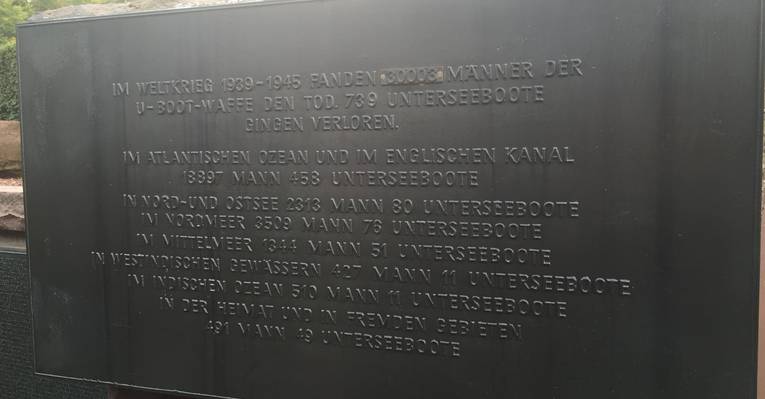 IM WELTKRIEG 1939-1945 FANDEN 30003 MÄNNER DER
U-BOOT-WAFFE DEN TOD. 739 UNTERSEEBOOTE
GINGEN VERLOREN.
IM ATLANTISCHEN OZEAN UND IM ENGLISCHEN KANAL
18897 MANN 458 UNTERSEEBOOTE
IN NORD-UND OSTSEE 2313 MANN 80 UNTERSEEBOOTE
IM NORDMEER 3509 MANN 76 UNTERSEEBOOTE
IM MITTELMEER 1344 MANN 51 UNTERSEEBOOTE
IN WESTINDISCHEN GEWÄSSERN 427 MANN 11 UNTERSEEBOOTE
IM INDISCHEN OZEAN 510 MANN 11 UNTERSEEBOOTE
IN DER HEIMAT UND IN FREMDEN GEBIETEN
491 MANN 49 UNTERSEEBOOTE